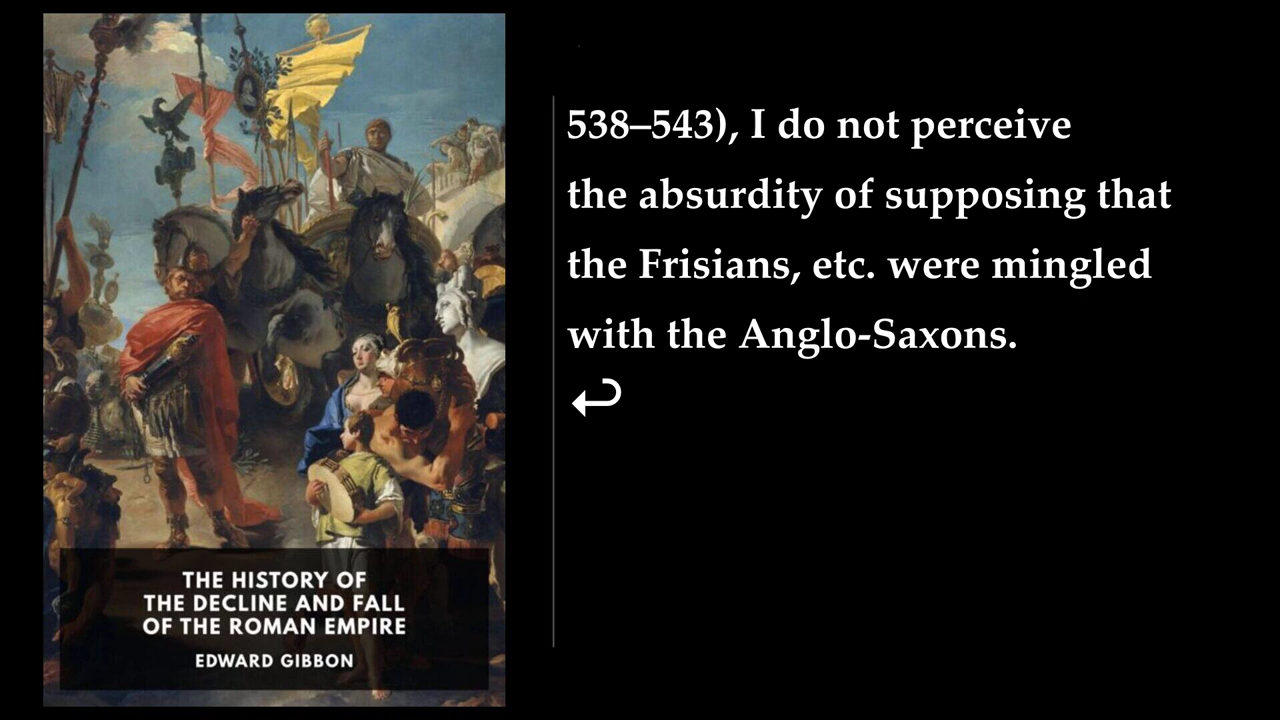 538–543), I do not perceive
the absurdity of supposing that
the Frisians, etc. were mingled
with the Anglo-Saxons.
↩
THE HISTORY OF
THE DECLINE AND FALL
OF THE ROMAN EMPIRE
EDWARD GIBBON